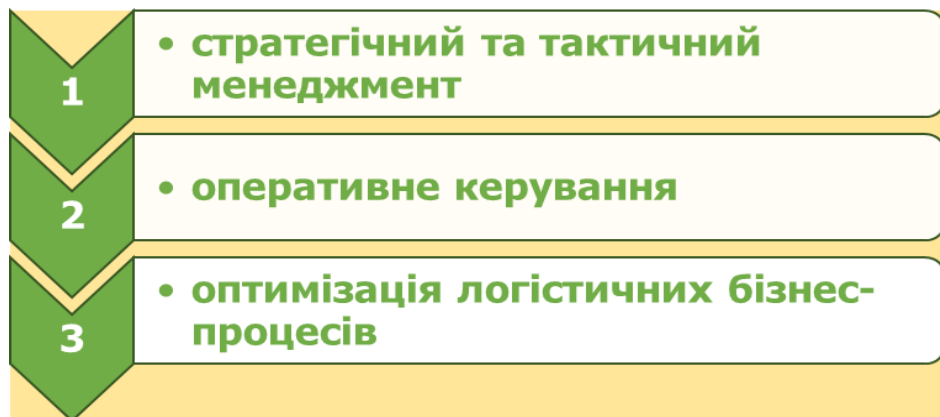 1
• стратегічний та тактичний
менеджмент
2
• оперативне керування
3
• оптимізація логістичних бізнес-
процесів